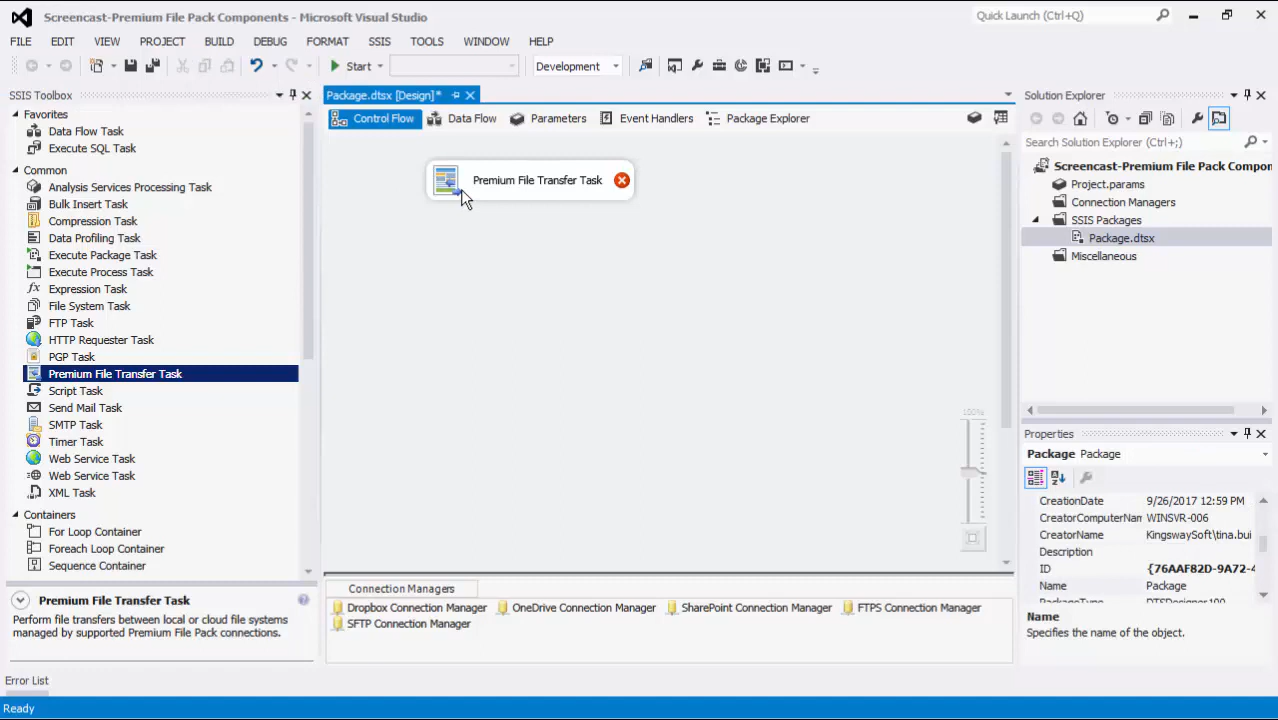 Screencast-Premium File Pack Components - Microsoft Visual Studio
Quick Launch (Ctrl+Q)
FILE EDIT VIEW PROJECT BUILD DEBUG FORMAT SSIS TOOLS WINDOW HELP
Start Development
SSIS Toolbox
Favorites
Data Flow Task
Execute SQL Task
Common
Analysis Services Processing Task
Bulk Insert Task
Compression Task
Data Profiling Task
Execute Package Task
Execute Process Task
Expression Task
File System Task
FTP Task
HTTP Requester Task
PGP Task
Premium File Transfer Task
Script Task
Send Mail Task
SMTP Task
Timer Task
Web Service Task
Web Service Task
XML Task
Containers
For Loop Container
Foreach Loop Container
Sequence Container
Premium File Transfer Task
Perform file transfers between local or cloud file systems
managed by supported Premium File Pack connections.
Package.dtsx [Design]*
Control Flow Data Flow Parameters Event Handlers Package Explorer
Premium File Transfer Task
100%
Connection Managers
Dropbox Connection Manager OneDrive Connection Manager SharePoint Connection Manager FTPS Connection Manager
SFTP Connection Manager
Solution Explorer
Search Solution Explorer (Ctrl+;)
Screencast-Premium File Pack Compon
Project.params
Connection Managers
SSIS Packages
Package.dtsx
Miscellaneous
Properties
Package Package
CreationDate 9/26/2017 12:59 PM
CreatorComputerNam WINSVR-006
CreatorName KingswaySoft\tina.bui
Description
ID {76AAF82D-9A72-4
Name Package
PackageType DTSDesigner100
Name
Specifies the name of the object.
Error List
Ready